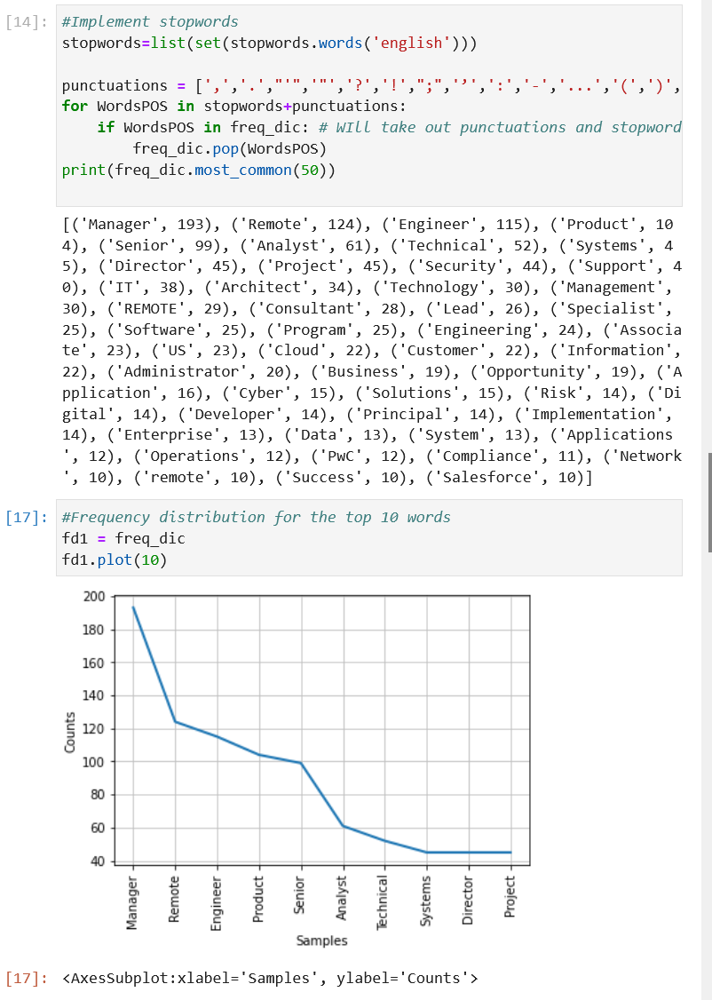 [14]: #Implement stopwords
stopwords=list(set(stopwords.words('english')))
punctuations = [',','.',"'",'"','?','!',";",'’',':','-','...','(',')',
for WordsPOS in stopwords+punctuations:
    if WordsPOS in freq_dic: # WIll take out punctuations and stopword
        freq_dic.pop(WordsPOS)
print(freq_dic.most_common(50))
[('Manager', 193), ('Remote', 124), ('Engineer', 115), ('Product', 10
4), ('Senior', 99), ('Analyst', 61), ('Technical', 52), ('Systems', 4
5), ('Director', 45), ('Project', 45), ('Security', 44), ('Support', 4
0), ('IT', 38), ('Architect', 34), ('Technology', 30), ('Management',
30), ('REMOTE', 29), ('Consultant', 28), ('Lead', 26), ('Specialist',
25), ('Software', 25), ('Program', 25), ('Engineering', 24), ('Associa
te', 23), ('US', 23), ('Cloud', 22), ('Customer', 22), ('Information',
22), ('Administrator', 20), ('Business', 19), ('Opportunity', 19), ('A
pplication', 16), ('Cyber', 15), ('Solutions', 15), ('Risk', 14), ('Di
gital', 14), ('Developer', 14), ('Principal', 14), ('Implementation',
14), ('Enterprise', 13), ('Data', 13), ('System', 13), ('Applications
', 12), ('Operations', 12), ('PwC', 12), ('Compliance', 11), ('Network
', 10), ('remote', 10), ('Success', 10), ('Salesforce', 10)]
[17]: #Frequency distribution for the top 10 words
fd1 = freq_dic
fd1.plot(10)
200
180
160
140
120
100
80
60
40
Counts
Manager
Remote
Engineer
Product
Senior
Analyst
Technical
Systems
Director
Project
Samples
[17]: <AxesSubplot:xlabel='Samples', ylabel='Counts'>